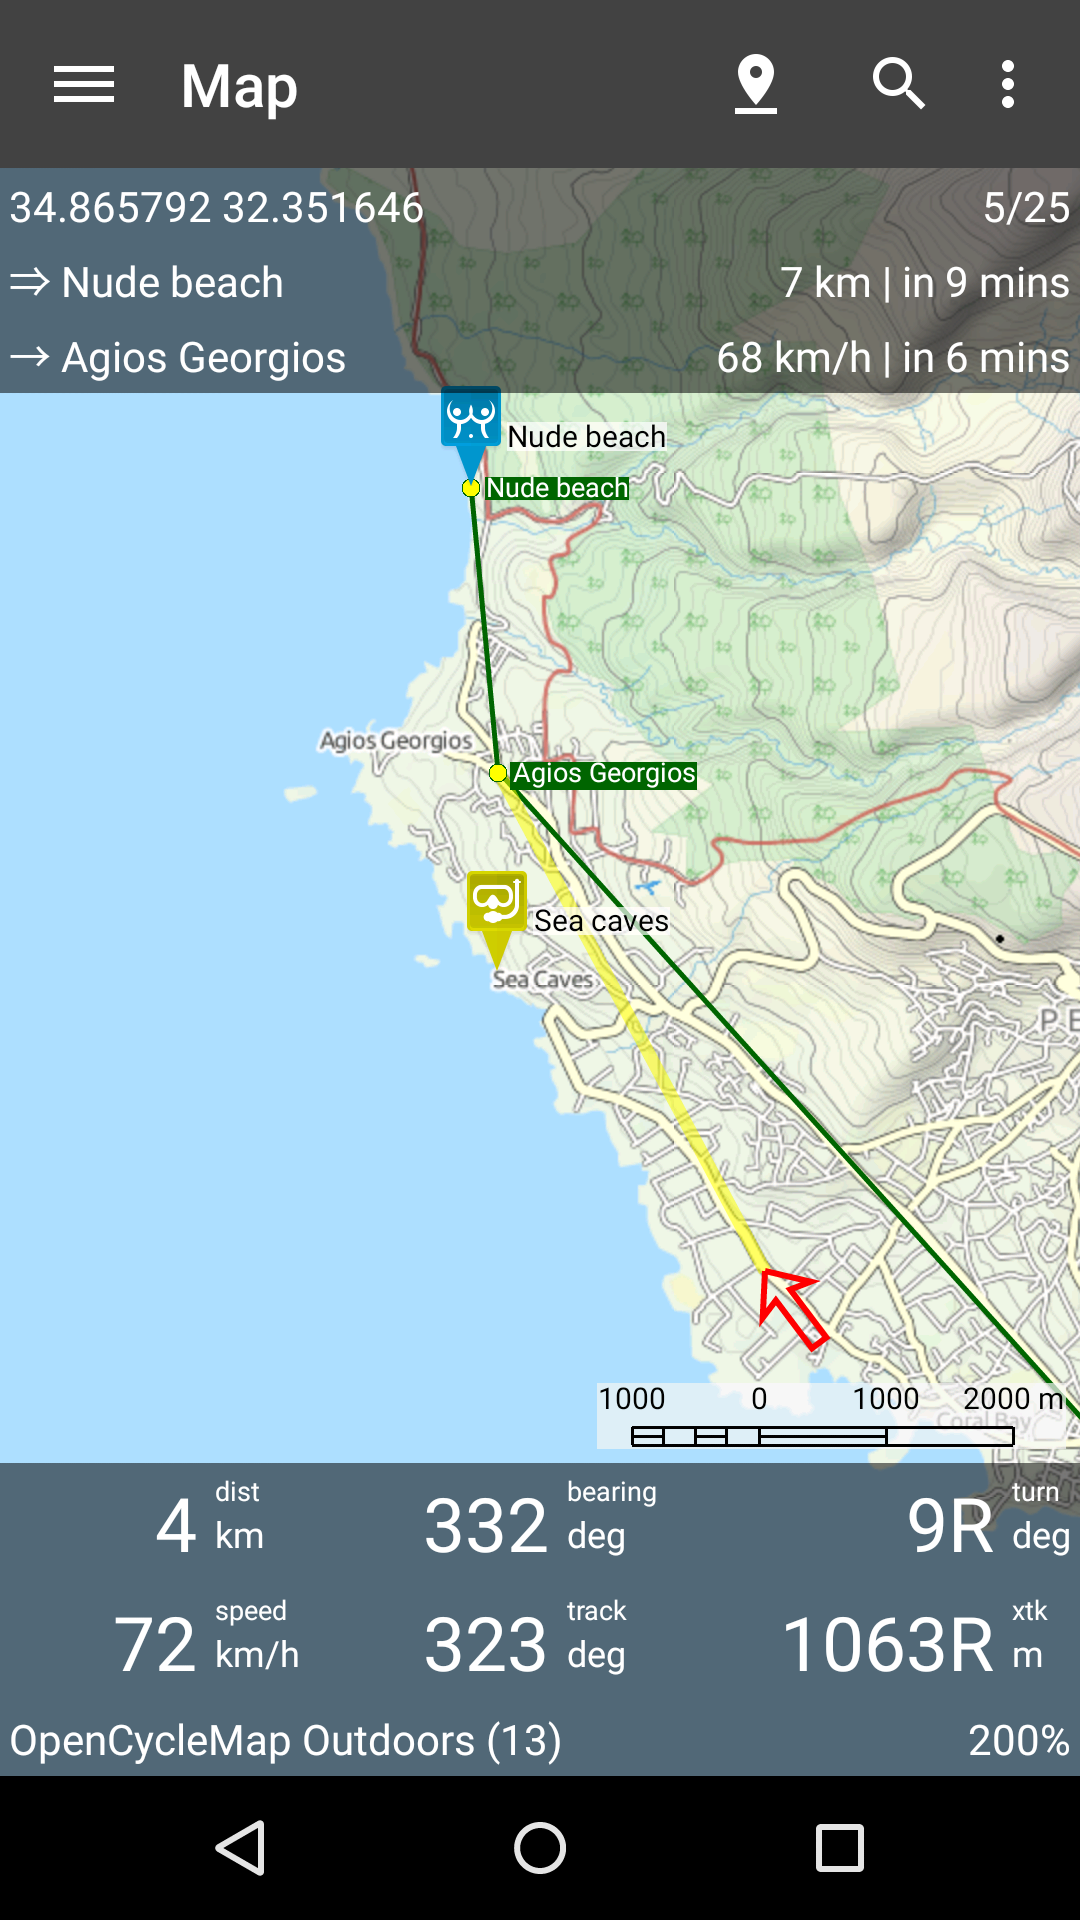 Map
34.865792 32.351646 5/25
⇒ Nude beach 7 km | in 9 mins
→ Agios Georgios 68 km/h | in 6 mins
Nude beach
Nude beach
Agios Georgios
Agios Georgios
Sea caves
Sea Caves
PE
1000 0 1000 2000 m
Coral Bay
dist bearing turn
4 km 332 deg 9R deg
speed track xtk
72 km/h 323 deg 1063R m
OpenCycleMap Outdoors (13) 200%